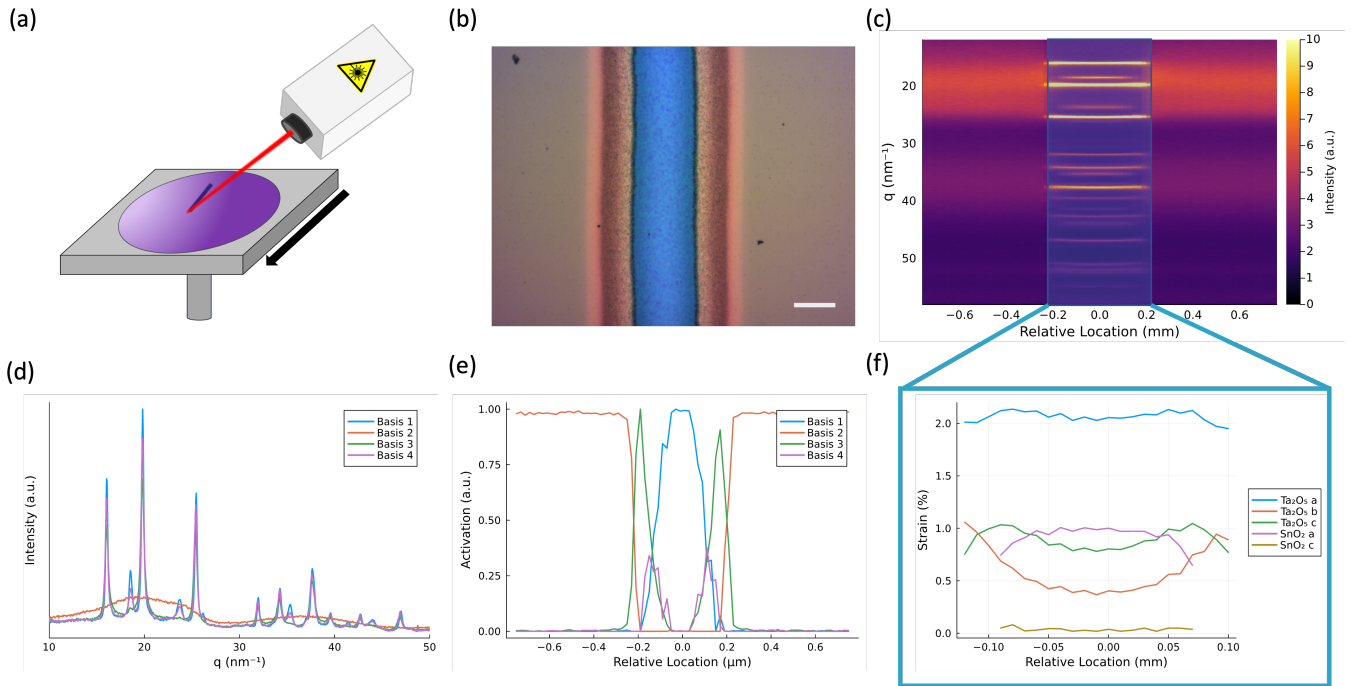 (a)
(b)
(c)
20
30
40
50
q (nm⁻¹)
−0.6
−0.4
−0.2
0.0
0.2
0.4
0.6
Relative Location (mm)
10
9
8
7
6
5
4
3
2
1
0
Intensity (a.u.)
(d)
Intensity (a.u.)
Basis 1
Basis 2
Basis 3
Basis 4
10
20
30
40
50
q (nm⁻¹)
(e)
1.00
0.75
0.50
0.25
0.00
Activation (a.u.)
Basis 1
Basis 2
Basis 3
Basis 4
−0.6
−0.4
−0.2
0.0
0.2
0.4
0.6
Relative Location (μm)
(f)
2.0
1.5
1.0
0.5
0.0
Strain (%)
Ta₂O₅ a
Ta₂O₅ b
Ta₂O₅ c
SnO₂ a
SnO₂ c
−0.10
−0.05
0.00
0.05
0.10
Relative Location (mm)